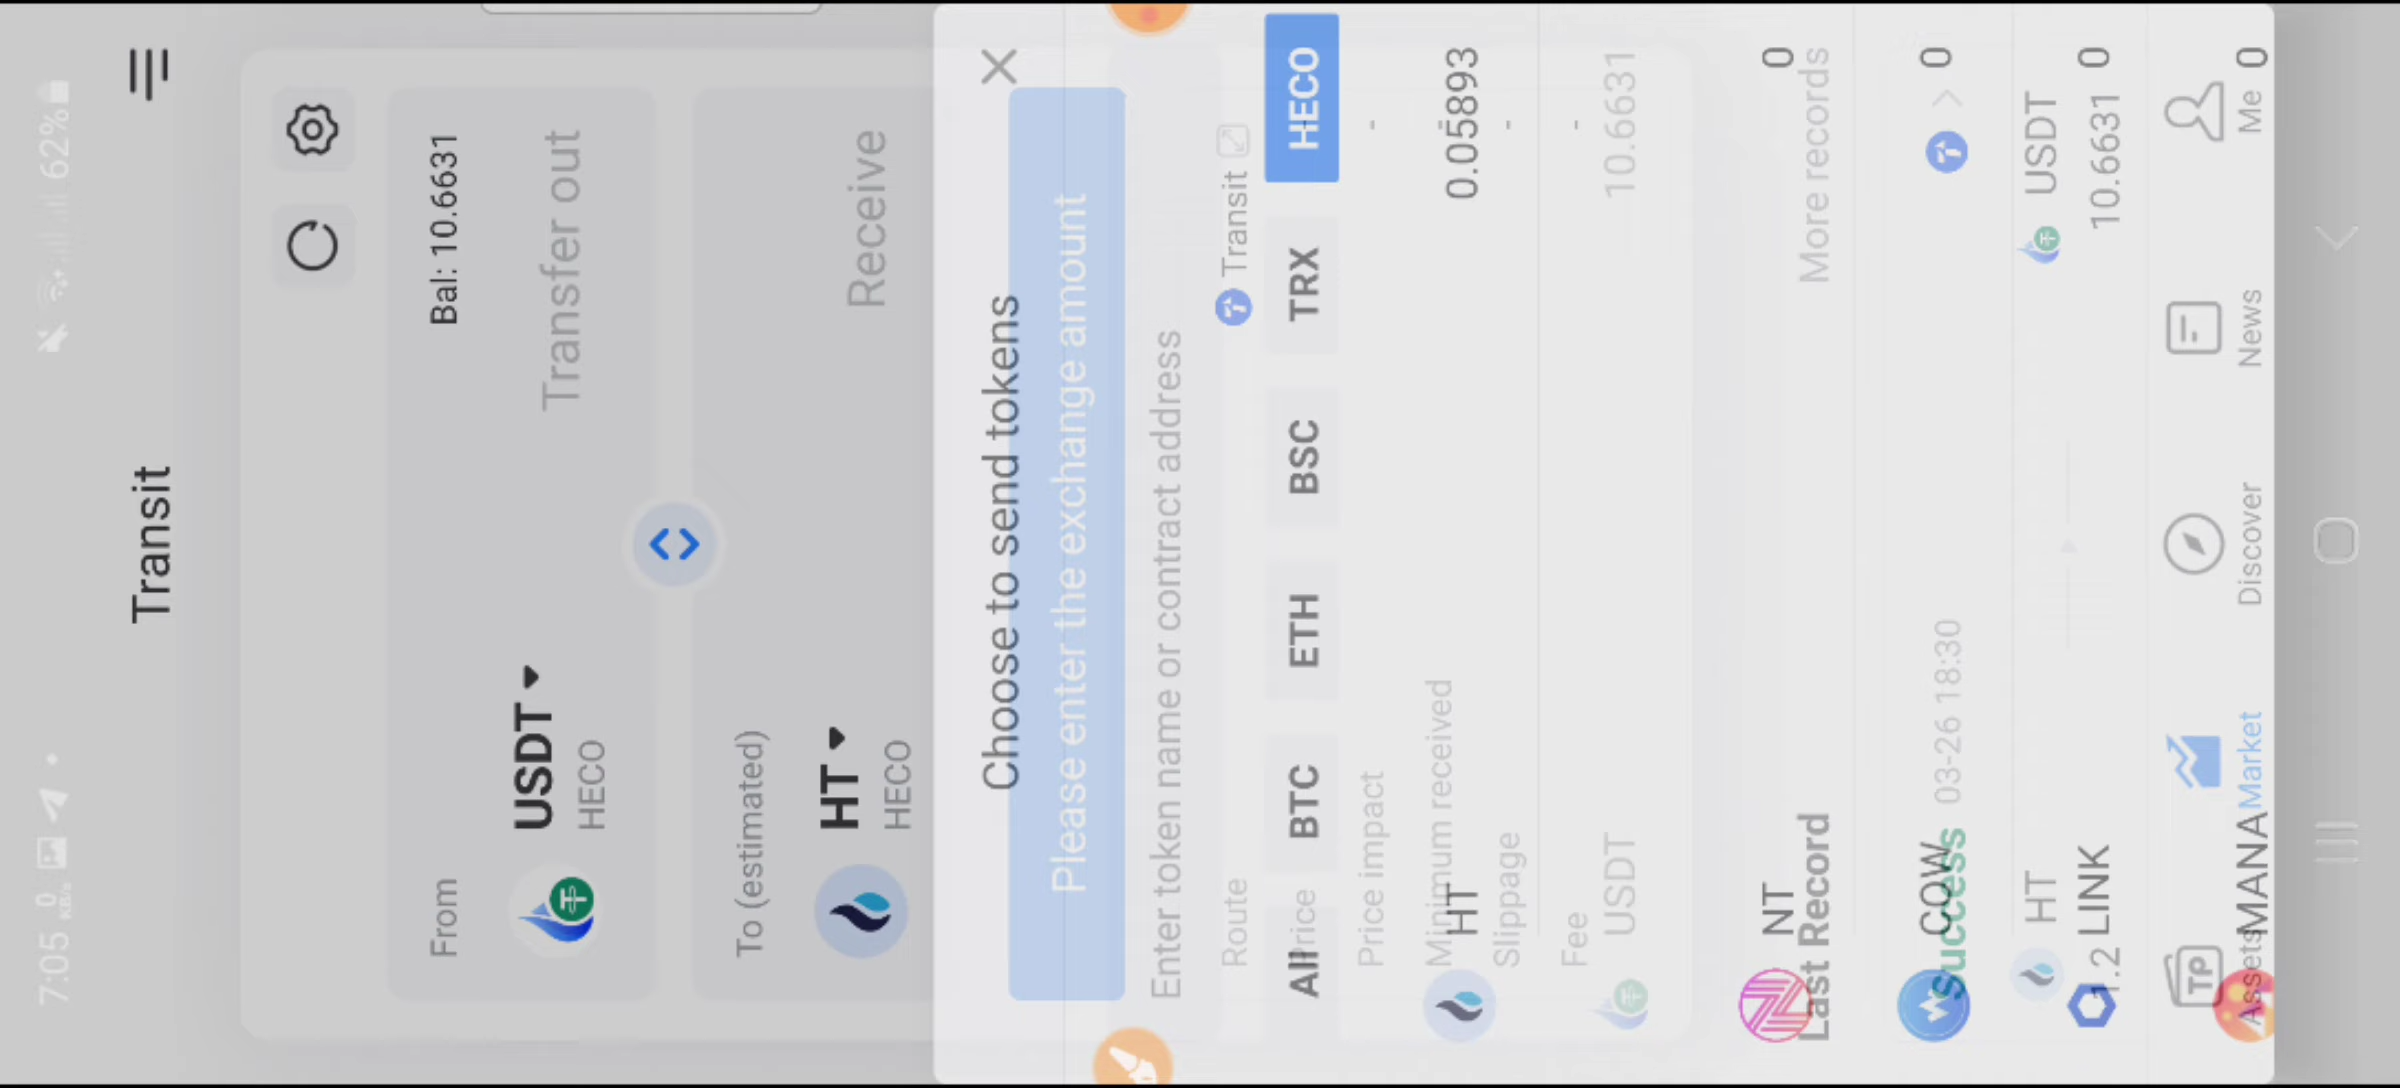 7:05 0 KB/s 62%
Transit
From Bal: 10.6631
USDT Transfer out
HECO
To (estimated)
HT Receive
HECO
Choose to send tokens
Please enter the exchange amount
Enter token name or contract address
Route Transit
All BTC ETH BSC TRX HECO
Price -
Price impact -
Minimum received -
HT 0.05893
Slippage -
Fee -
USDT 10.6631
NT 0
Last Record More records
COW 0
Success 03-26 18:30
HT USDT
1.2 10.6631
LINK 0
TP
Assets Market Discover News Me
MANA 0